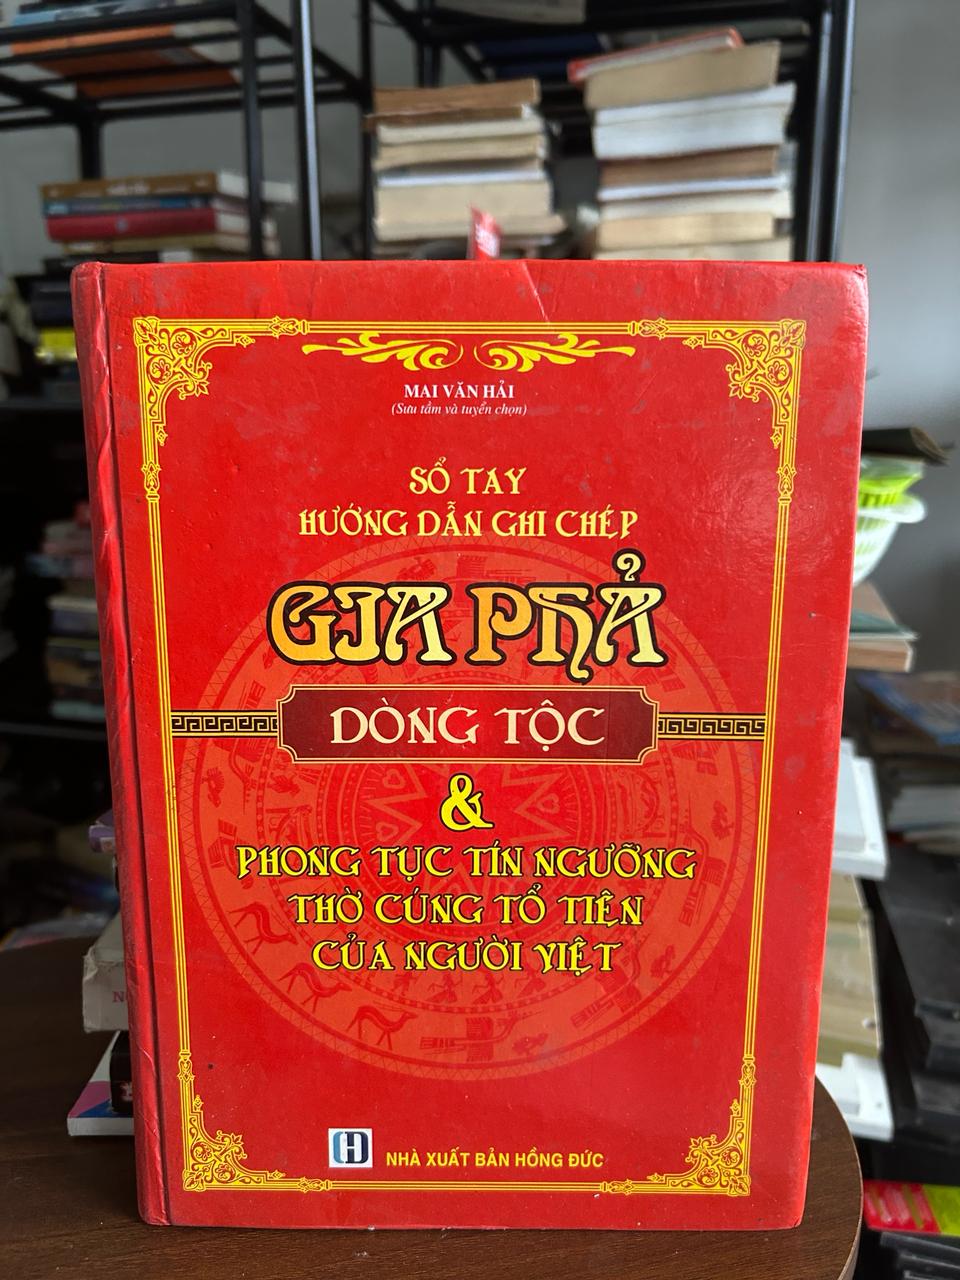 MAI VĂN HẢI
(Sưu tầm và tuyển chọn)
SỔ TAY
HƯỚNG DẪN GHI CHÉP
GIA PHẢ
DÒNG TỘC
&
PHONG TỤC TÍN NGƯỠNG
THỜ CÚNG TỔ TIÊN
CỦA NGƯỜI VIỆT
NHÀ XUẤT BẢN HỒNG ĐỨC